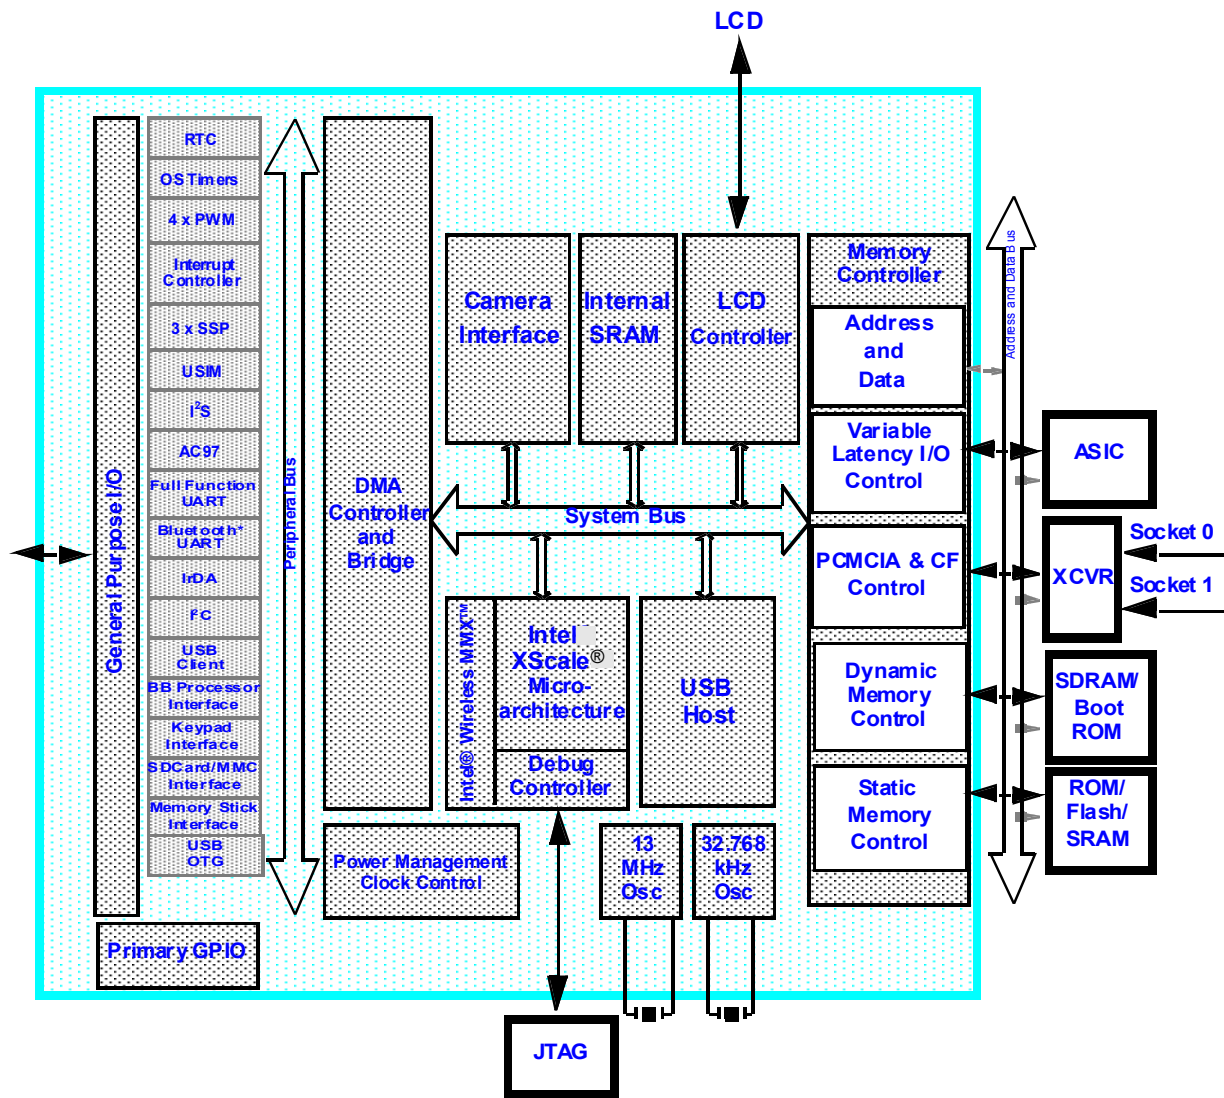 LCD
General Purpose I/O
RTC
OS Timers
4 x PWM
Interrupt
Controller
3 x SSP
USIM
I²S
AC97
Full Function
UART
Bluetooth*
UART
IrDA
I²C
USB
Client
BB Processor
Interface
Keypad
Interface
SDCard/MMC
Interface
Memory Stick
Interface
USB
OTG
Primary GPIO
Peripheral Bus
DMA
Controller
and
Bridge
Power Management
Clock Control
Camera
Interface
Internal
SRAM
LCD
Controller
System Bus
Intel® Wireless MMX™
Intel
XScale®
Micro-
architecture
Debug
Controller
USB
Host
13
MHz
Osc
32.768
kHz
Osc
JTAG
Memory
Controller
Address
and
Data
Variable
Latency I/O
Control
PCMCIA & CF
Control
Dynamic
Memory
Control
Static
Memory
Control
Address and Data Bus
ASIC
XCVR
Socket 0
Socket 1
SDRAM/
Boot
ROM
ROM/
Flash/
SRAM